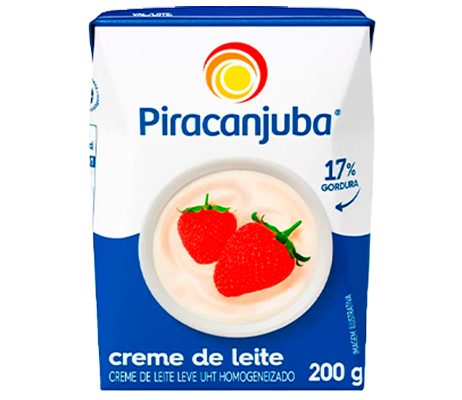 Piracanjuba®
17%
GORDURA
IMAGEM ILUSTRATIVA
creme de leite
CREME DE LEITE LEVE UHT HOMOGENEIZADO
200 g